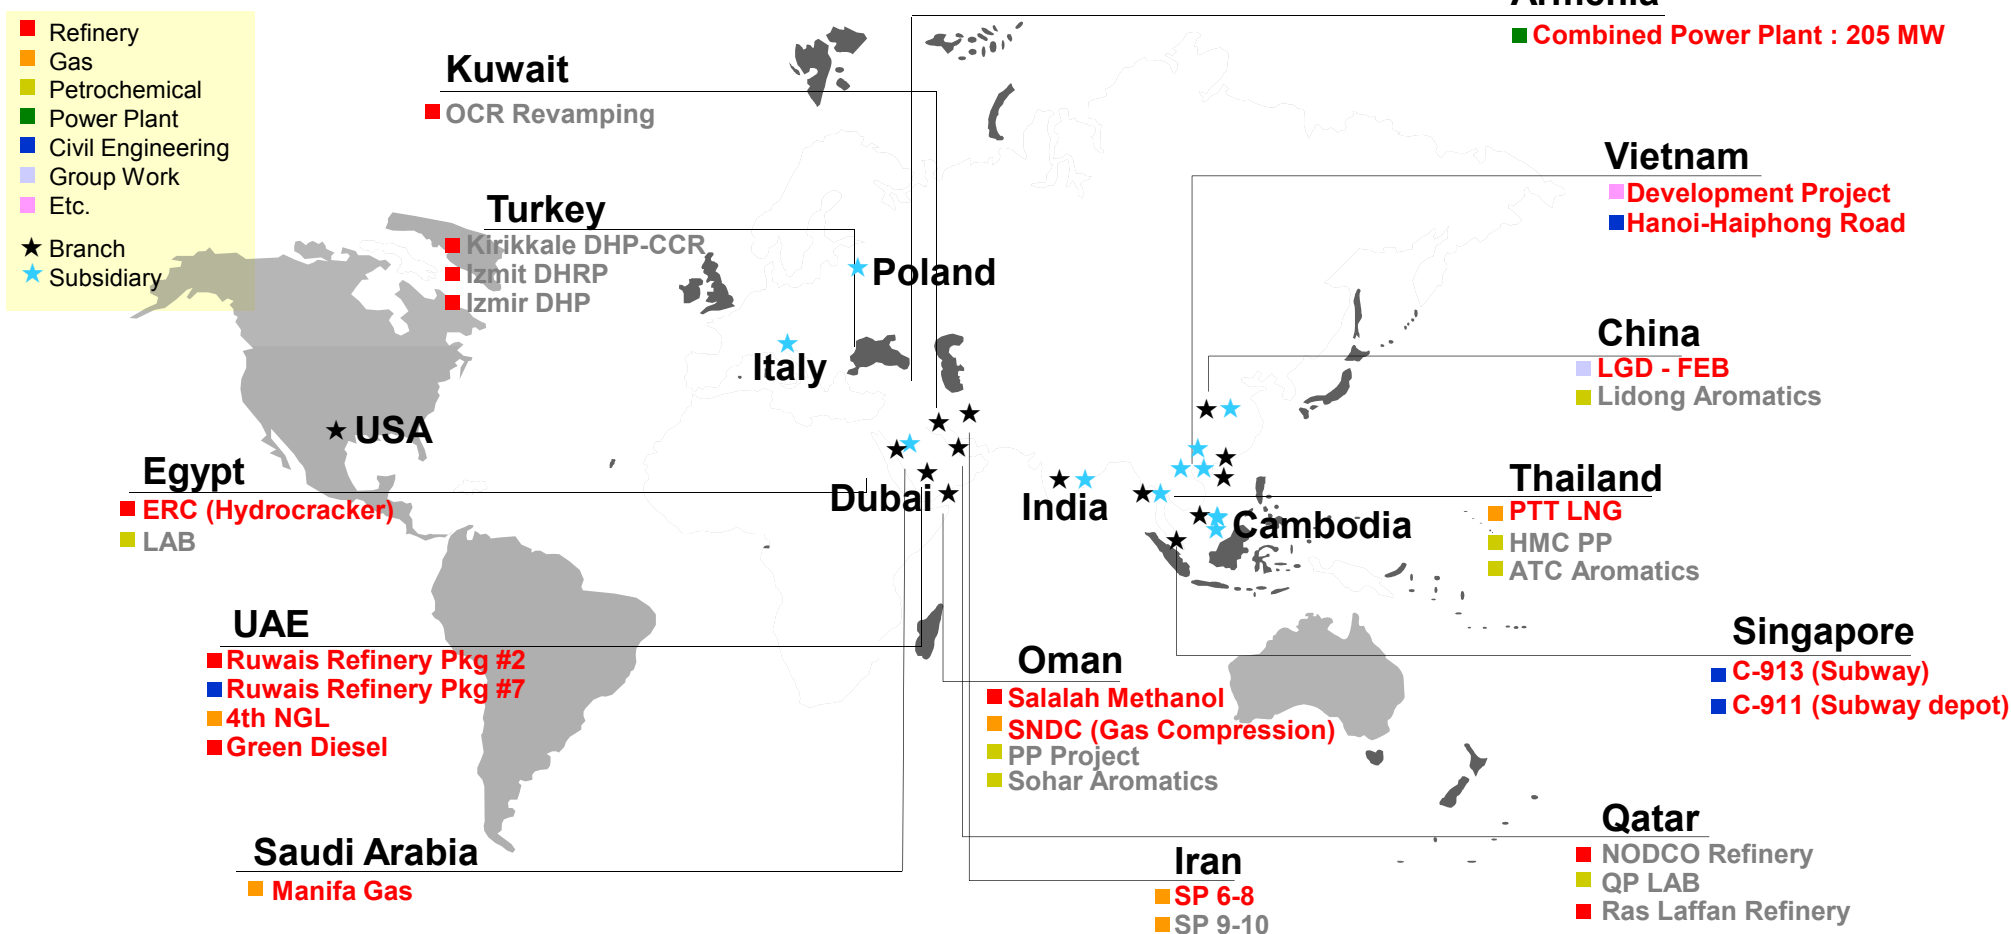 Armenia
Combined Power Plant : 205 MW
Refinery
Gas
Petrochemical
Power Plant
Civil Engineering
Group Work
Etc.
Branch
Subsidiary
Kuwait
OCR Revamping
Turkey
Kirikkale DHP-CCR
Izmit DHRP
Izmir DHP
Poland
Italy
USA
Egypt
ERC (Hydrocracker)
LAB
UAE
Ruwais Refinery Pkg #2
Ruwais Refinery Pkg #7
4th NGL
Green Diesel
Saudi Arabia
Manifa Gas
Dubai
India
Cambodia
Oman
Salalah Methanol
SNDC (Gas Compression)
PP Project
Sohar Aromatics
Iran
SP 6-8
SP 9-10
Vietnam
Development Project
Hanoi-Haiphong Road
China
LGD - FEB
Lidong Aromatics
Thailand
PTT LNG
HMC PP
ATC Aromatics
Singapore
C-913 (Subway)
C-911 (Subway depot)
Qatar
NODCO Refinery
QP LAB
Ras Laffan Refinery